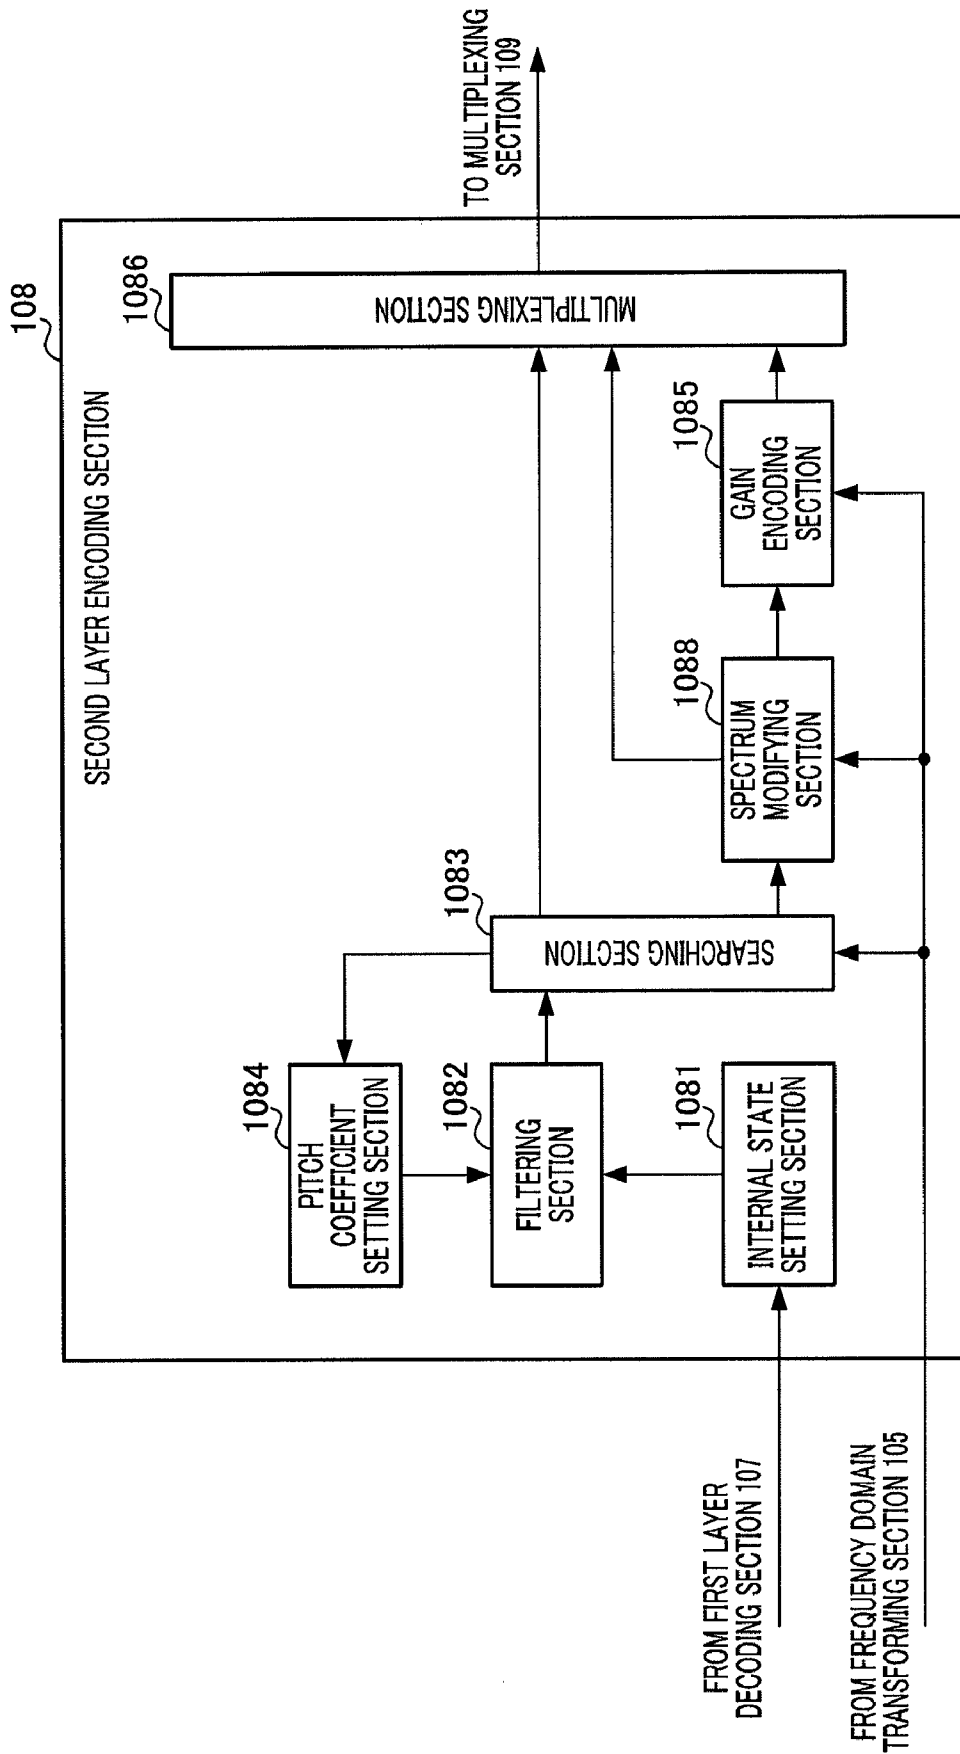 108
SECOND LAYER ENCODING SECTION
1084
PITCH
COEFFICIENT
SETTING SECTION
1083
SEARCHING SECTION
1086
MULTIPLEXING SECTION
TO MULTIPLEXING
SECTION 109
1082
FILTERING
SECTION
1081
INTERNAL STATE
SETTING SECTION
1088
SPECTRUM
MODIFYING
SECTION
1085
GAIN
ENCODING
SECTION
FROM FIRST LAYER
DECODING SECTION 107
FROM FREQUENCY DOMAIN
TRANSFORMING SECTION 105